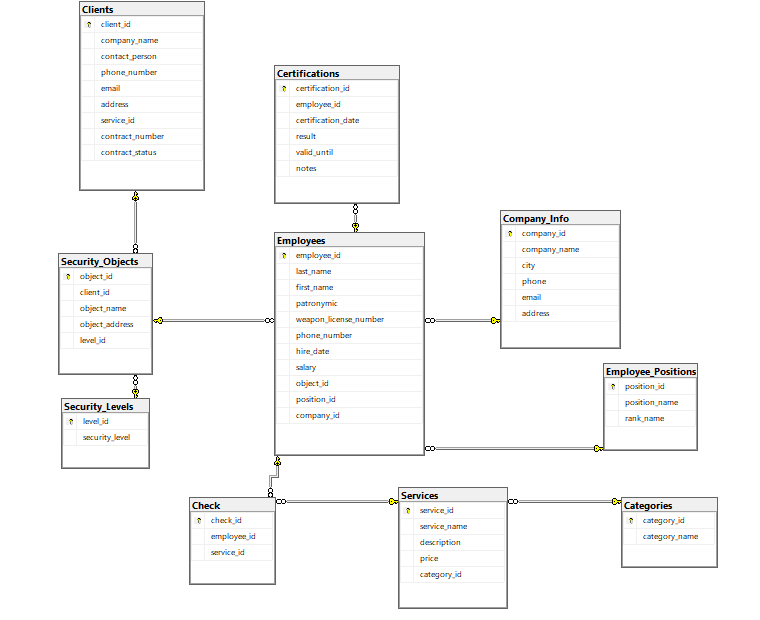 Clients
client_id
company_name
contact_person
phone_number
email
address
service_id
contract_number
contract_status
Certifications
certification_id
employee_id
certification_date
result
valid_until
notes
Company_Info
company_id
company_name
city
phone
email
address
Employees
employee_id
last_name
first_name
patronymic
weapon_license_number
phone_number
hire_date
salary
object_id
position_id
company_id
Security_Objects
object_id
client_id
object_name
object_address
level_id
Employee_Positions
position_id
position_name
rank_name
Security_Levels
level_id
security_level
Check
check_id
employee_id
service_id
Services
service_id
service_name
description
price
category_id
Categories
category_id
category_name